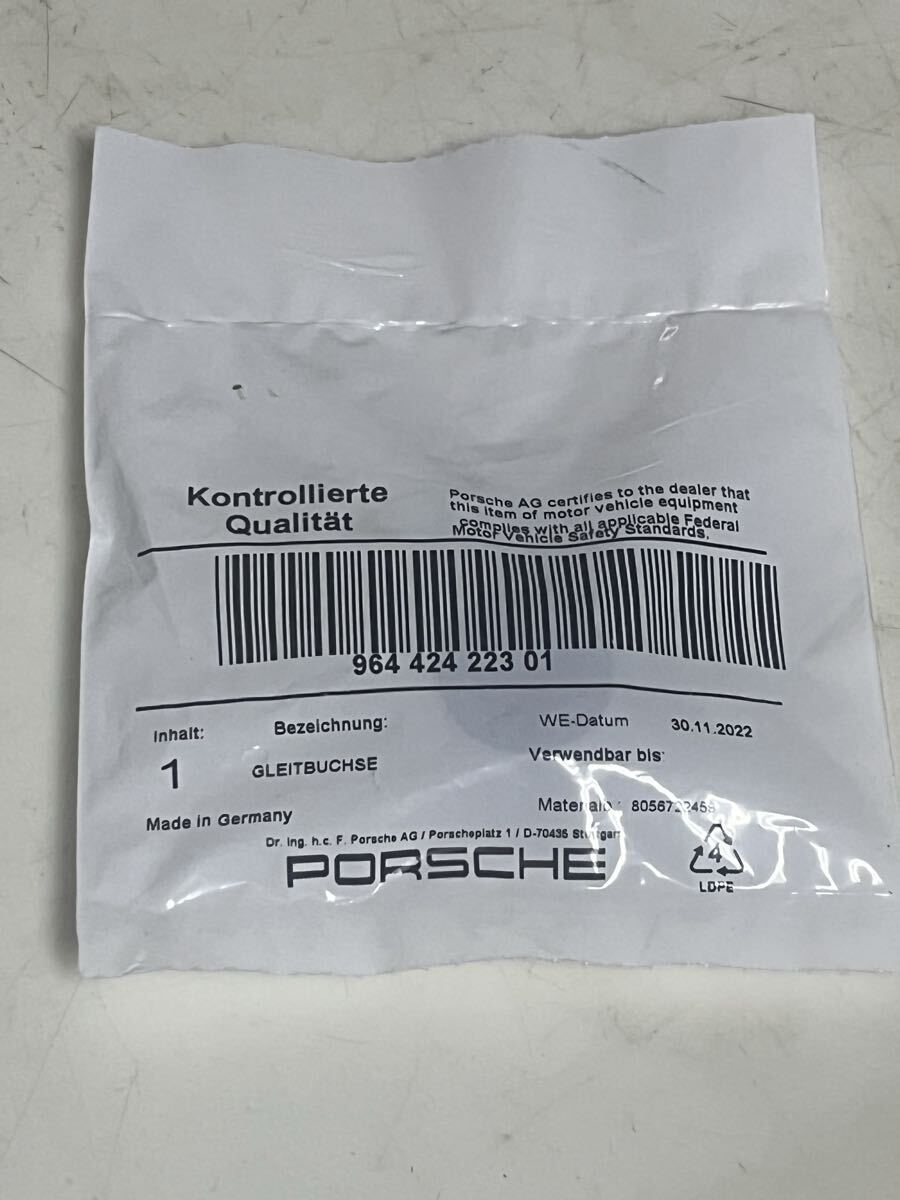 Kontrollierte
Qualität
Porsche AG certifies to the dealer that
this item of motor vehicle equipment
complies with all applicable Federal
Motor Vehicle Safety Standards.
964 424 223 01
Inhalt:
Bezeichnung:
WE-Datum 30.11.2022
1
GLEITBUCHSE
Verwendbar bis:
Made in Germany
Dr. Ing. h.c. F. Porsche AG / Porscheplatz 1 / D-70435 Stuttgart
PORSCHE
4
LDPE